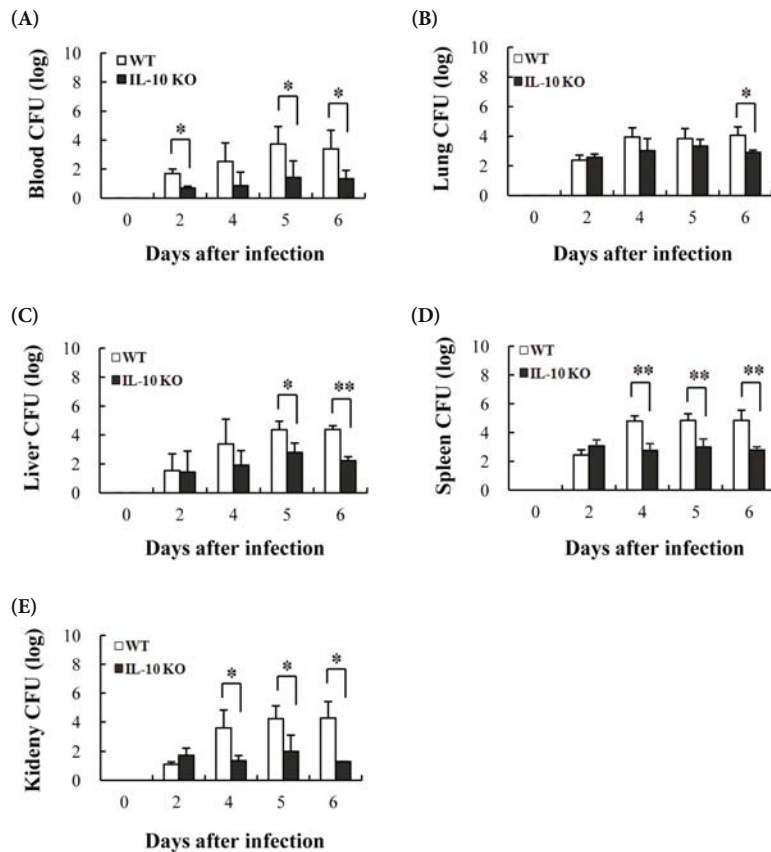 (A)
Blood CFU (log)
10
8
6
4
2
0
WT
IL-10 KO
*
*
*
0 2 4 5 6
Days after infection
(B)
Lung CFU (log)
10
8
6
4
2
0
WT
IL-10 KO
*
0 2 4 5 6
Days after infection
(C)
Liver CFU (log)
10
8
6
4
2
0
WT
IL-10 KO
*
**
0 2 4 5 6
Days after infection
(D)
Spleen CFU (log)
10
8
6
4
2
0
WT
IL-10 KO
**
**
**
0 2 4 5 6
Days after infection
(E)
Kideny CFU (log)
10
8
6
4
2
0
WT
IL-10 KO
*
*
*
0 2 4 5 6
Days after infection